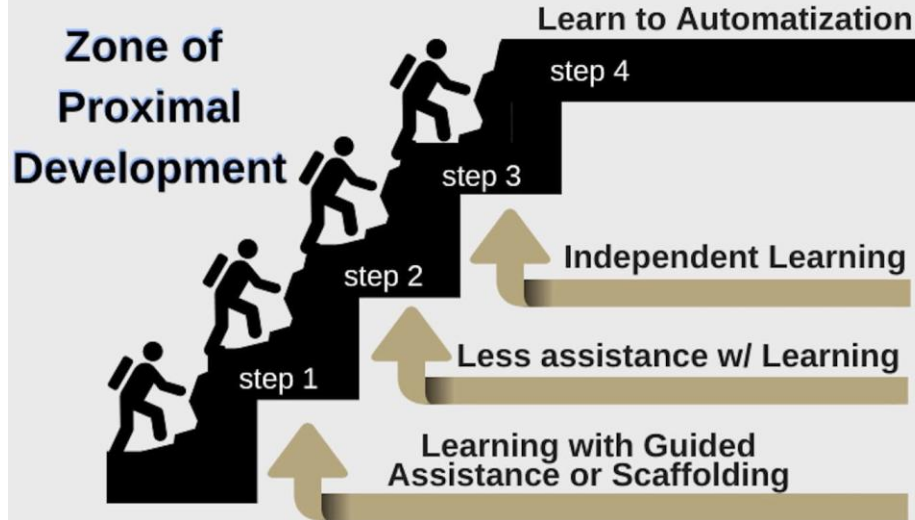 Zone of
Proximal
Development
Learn to Automatization
step 4
step 3
Independent Learning
step 2
Less assistance w/ Learning
step 1
Learning with Guided
Assistance or Scaffolding